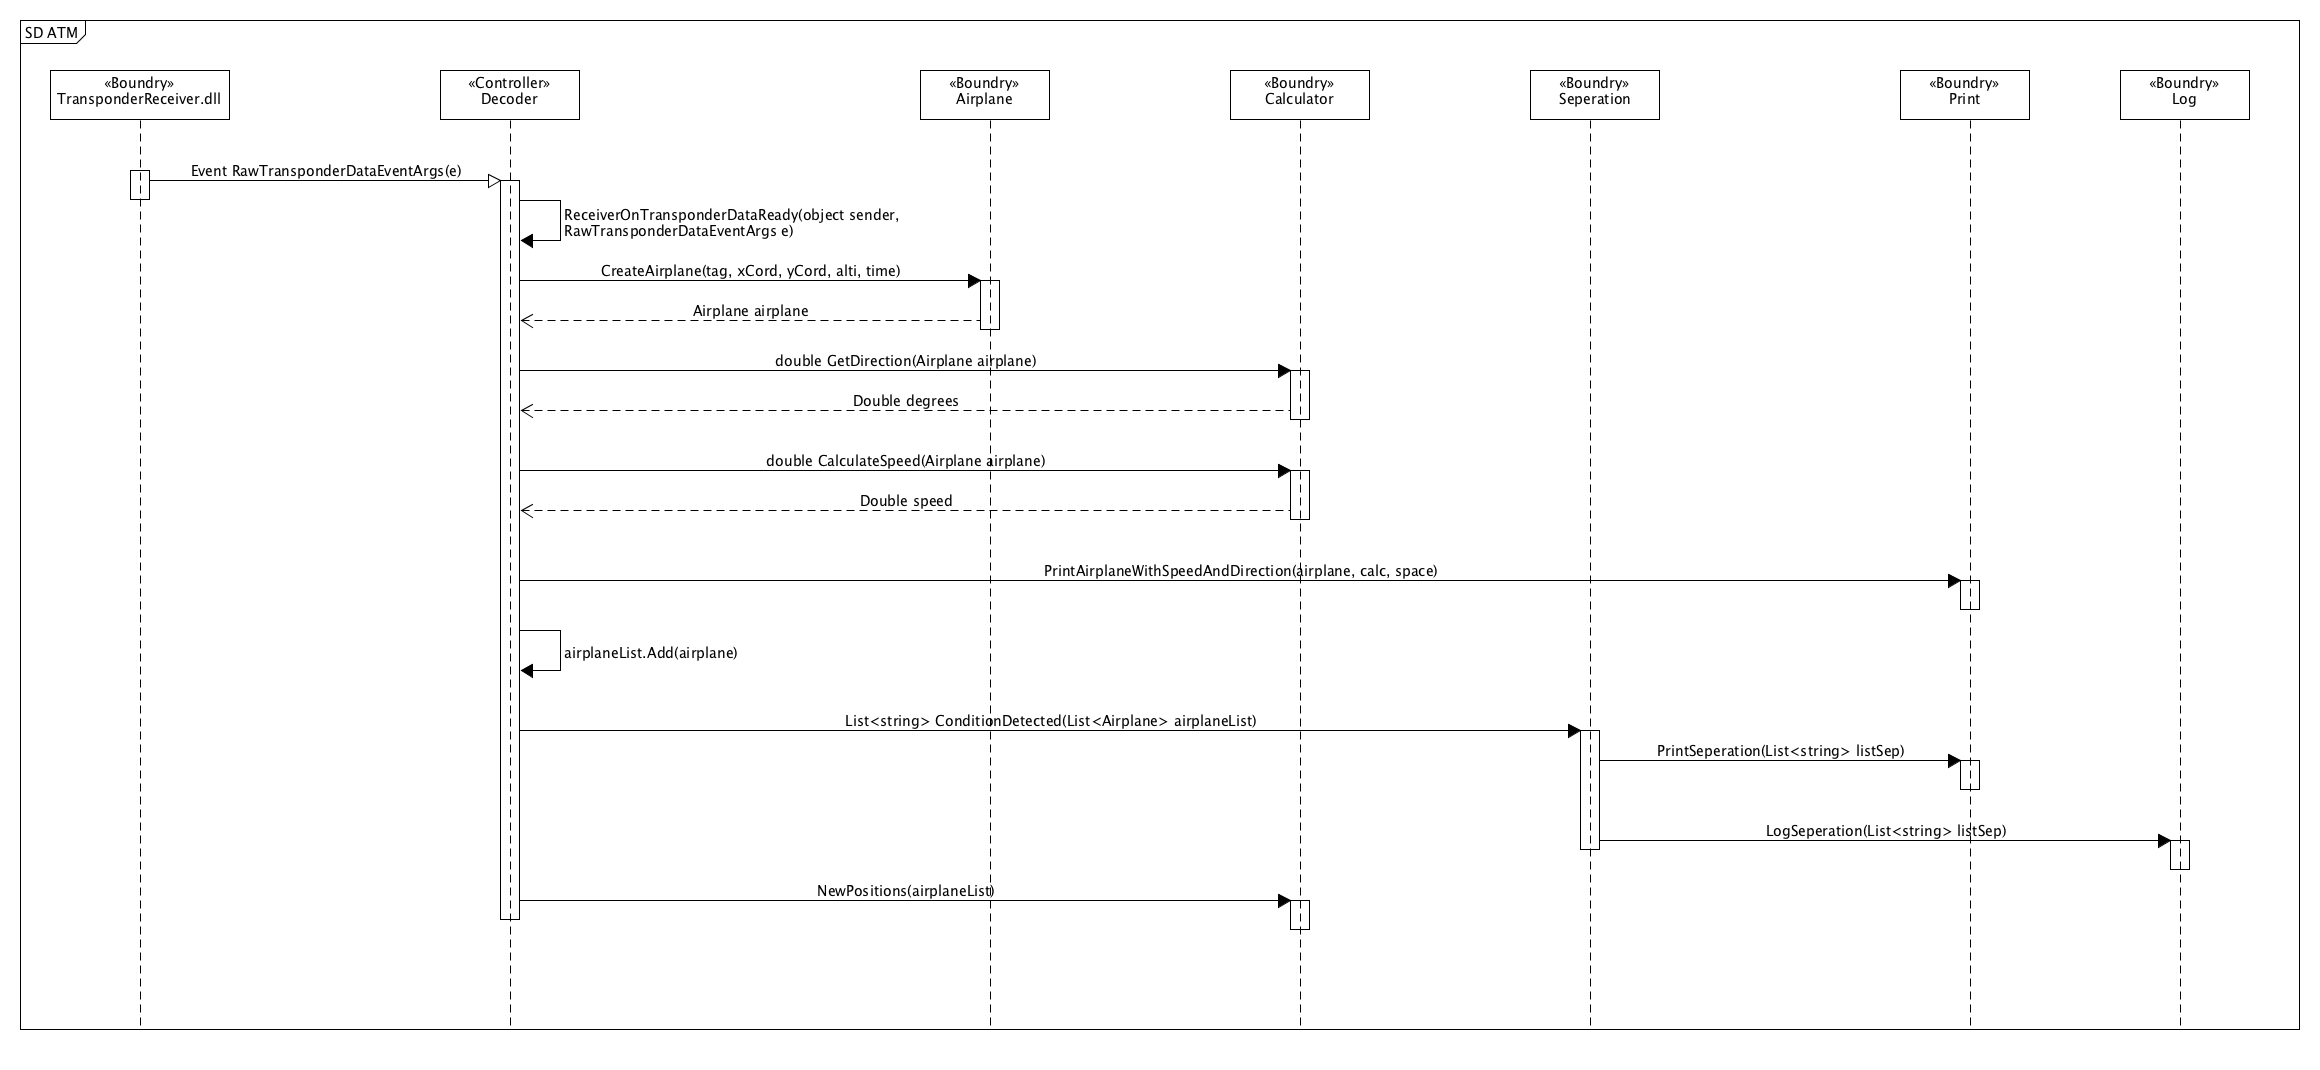 SD ATM
«Boundry»
TransponderReceiver.dll
«Controller»
Decoder
«Boundry»
Airplane
«Boundry»
Calculator
«Boundry»
Seperation
«Boundry»
Print
«Boundry»
Log
Event RawTransponderDataEventArgs(e)
ReceiverOnTransponderDataReady(object sender,
RawTransponderDataEventArgs e)
CreateAirplane(tag, xCord, yCord, alti, time)
Airplane airplane
double GetDirection(Airplane airplane)
Double degrees
double CalculateSpeed(Airplane airplane)
Double speed
PrintAirplaneWithSpeedAndDirection(airplane, calc, space)
airplaneList.Add(airplane)
List<string> ConditionDetected(List<Airplane> airplaneList)
PrintSeperation(List<string> listSep)
LogSeperation(List<string> listSep)
NewPositions(airplaneList)